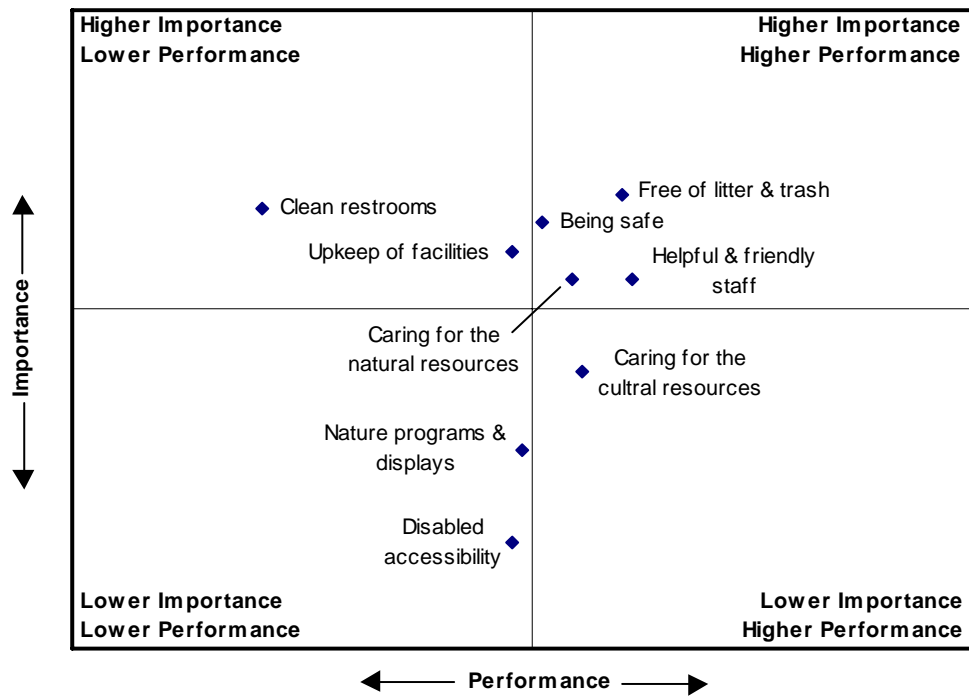 Higher Importance
Lower Performance
Higher Importance
Higher Performance
Free of litter & trash
Clean restrooms
Being safe
Upkeep of facilities
Helpful & friendly
staff
Importance
Caring for the
natural resources
Caring for the
cultral resources
Nature programs &
displays
Disabled
accessibility
Lower Importance
Lower Performance
Lower Importance
Higher Performance
Performance